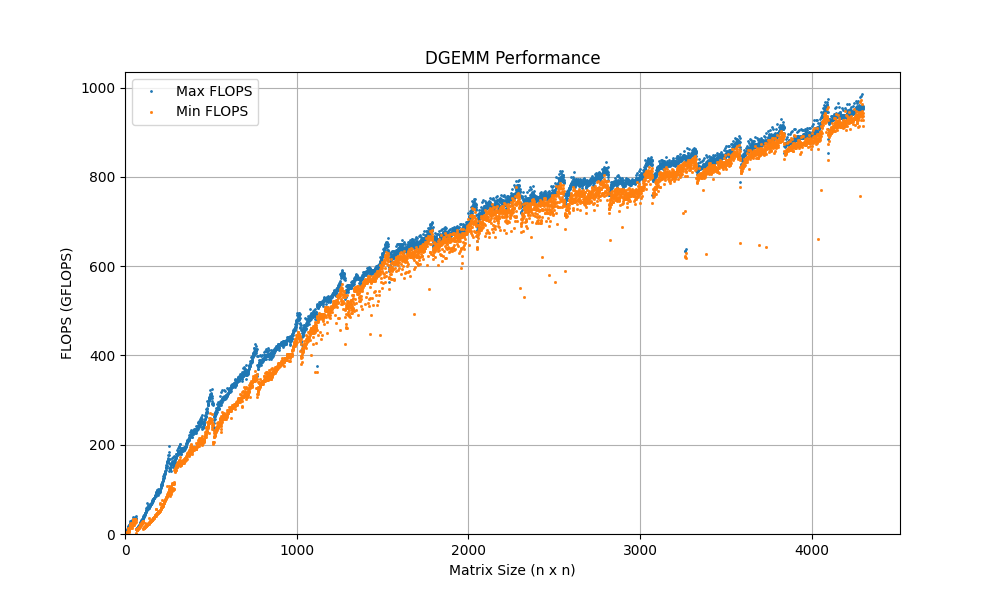 DGEMM Performance
1000
800
600
400
200
0
FLOPS (GFLOPS)
Max FLOPS
Min FLOPS
0 1000 2000 3000 4000
Matrix Size (n x n)